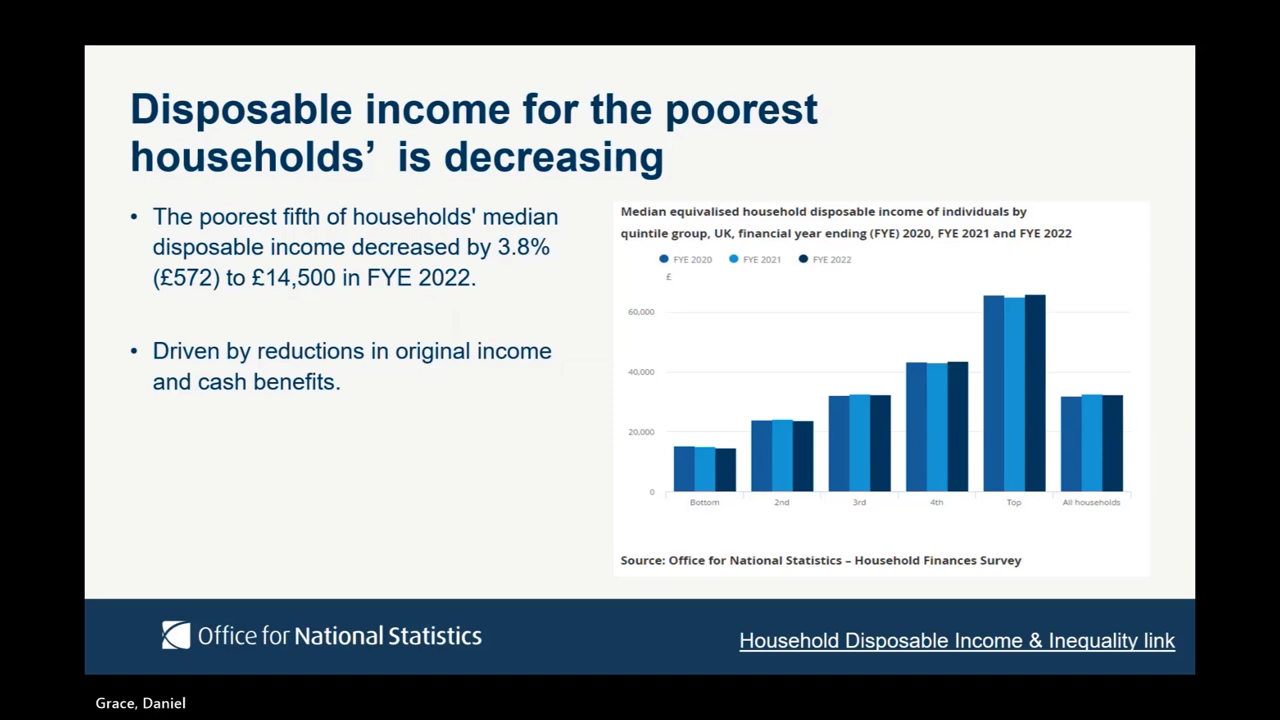 Disposable income for the poorest
households’  is decreasing
• The poorest fifth of households' median
disposable income decreased by 3.8%
(£572) to £14,500 in FYE 2022.
• Driven by reductions in original income
and cash benefits.
Median equivalised household disposable income of individuals by
quintile group, UK, financial year ending (FYE) 2020, FYE 2021 and FYE 2022
FYE 2020 FYE 2021 FYE 2022
£
60,000
40,000
20,000
0
Bottom 2nd 3rd 4th Top All households
Source: Office for National Statistics – Household Finances Survey
Office for National Statistics
Household Disposable Income & Inequality link
Grace, Daniel